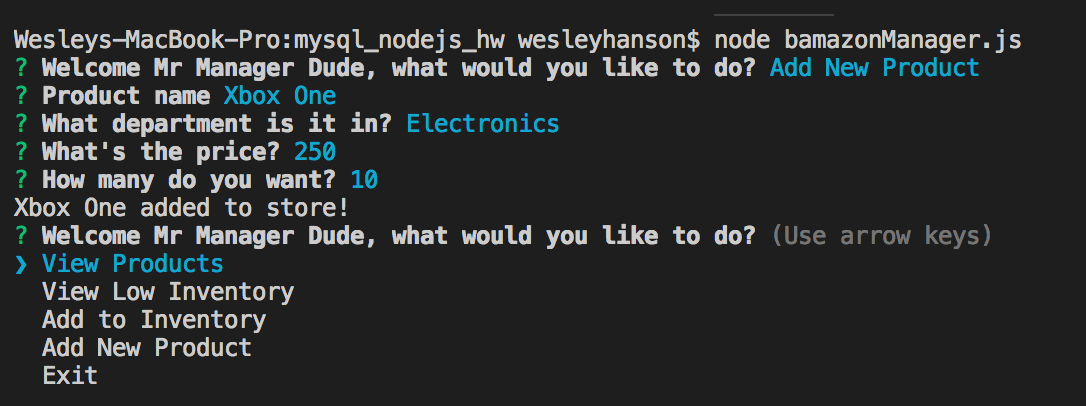 Wesleys-MacBook-Pro:mysql_nodejs_hw wesleyhanson$ node bamazonManager.js
? Welcome Mr Manager Dude, what would you like to do? Add New Product
? Product name Xbox One
? What department is it in? Electronics
? What's the price? 250
? How many do you want? 10
Xbox One added to store!
? Welcome Mr Manager Dude, what would you like to do? (Use arrow keys)
❯ View Products
  View Low Inventory
  Add to Inventory
  Add New Product
  Exit